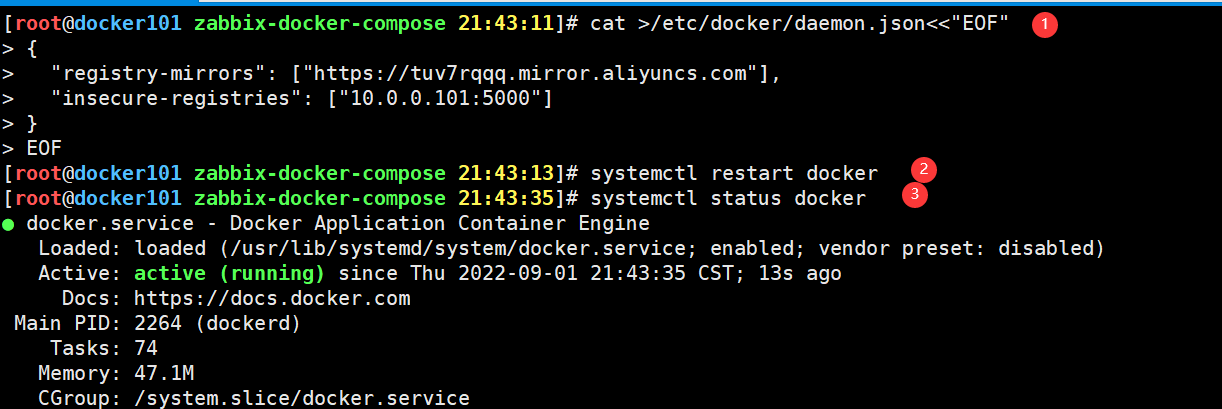 [root@docker101 zabbix-docker-compose 21:43:11]# cat >/etc/docker/daemon.json<<"EOF" 1
> {
>   "registry-mirrors": ["https://tuv7rqqq.mirror.aliyuncs.com"],
>   "insecure-registries": ["10.0.0.101:5000"]
> }
> EOF
[root@docker101 zabbix-docker-compose 21:43:13]# systemctl restart docker 2
[root@docker101 zabbix-docker-compose 21:43:35]# systemctl status docker 3
● docker.service - Docker Application Container Engine
   Loaded: loaded (/usr/lib/systemd/system/docker.service; enabled; vendor preset: disabled)
   Active: active (running) since Thu 2022-09-01 21:43:35 CST; 13s ago
     Docs: https://docs.docker.com
 Main PID: 2264 (dockerd)
    Tasks: 74
   Memory: 47.1M
   CGroup: /system.slice/docker.service